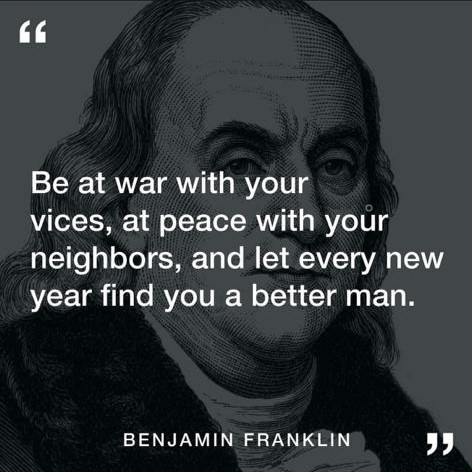 “
Be at war with your
vices, at peace with your
neighbors, and let every new
year find you a better man.
BENJAMIN FRANKLIN
”